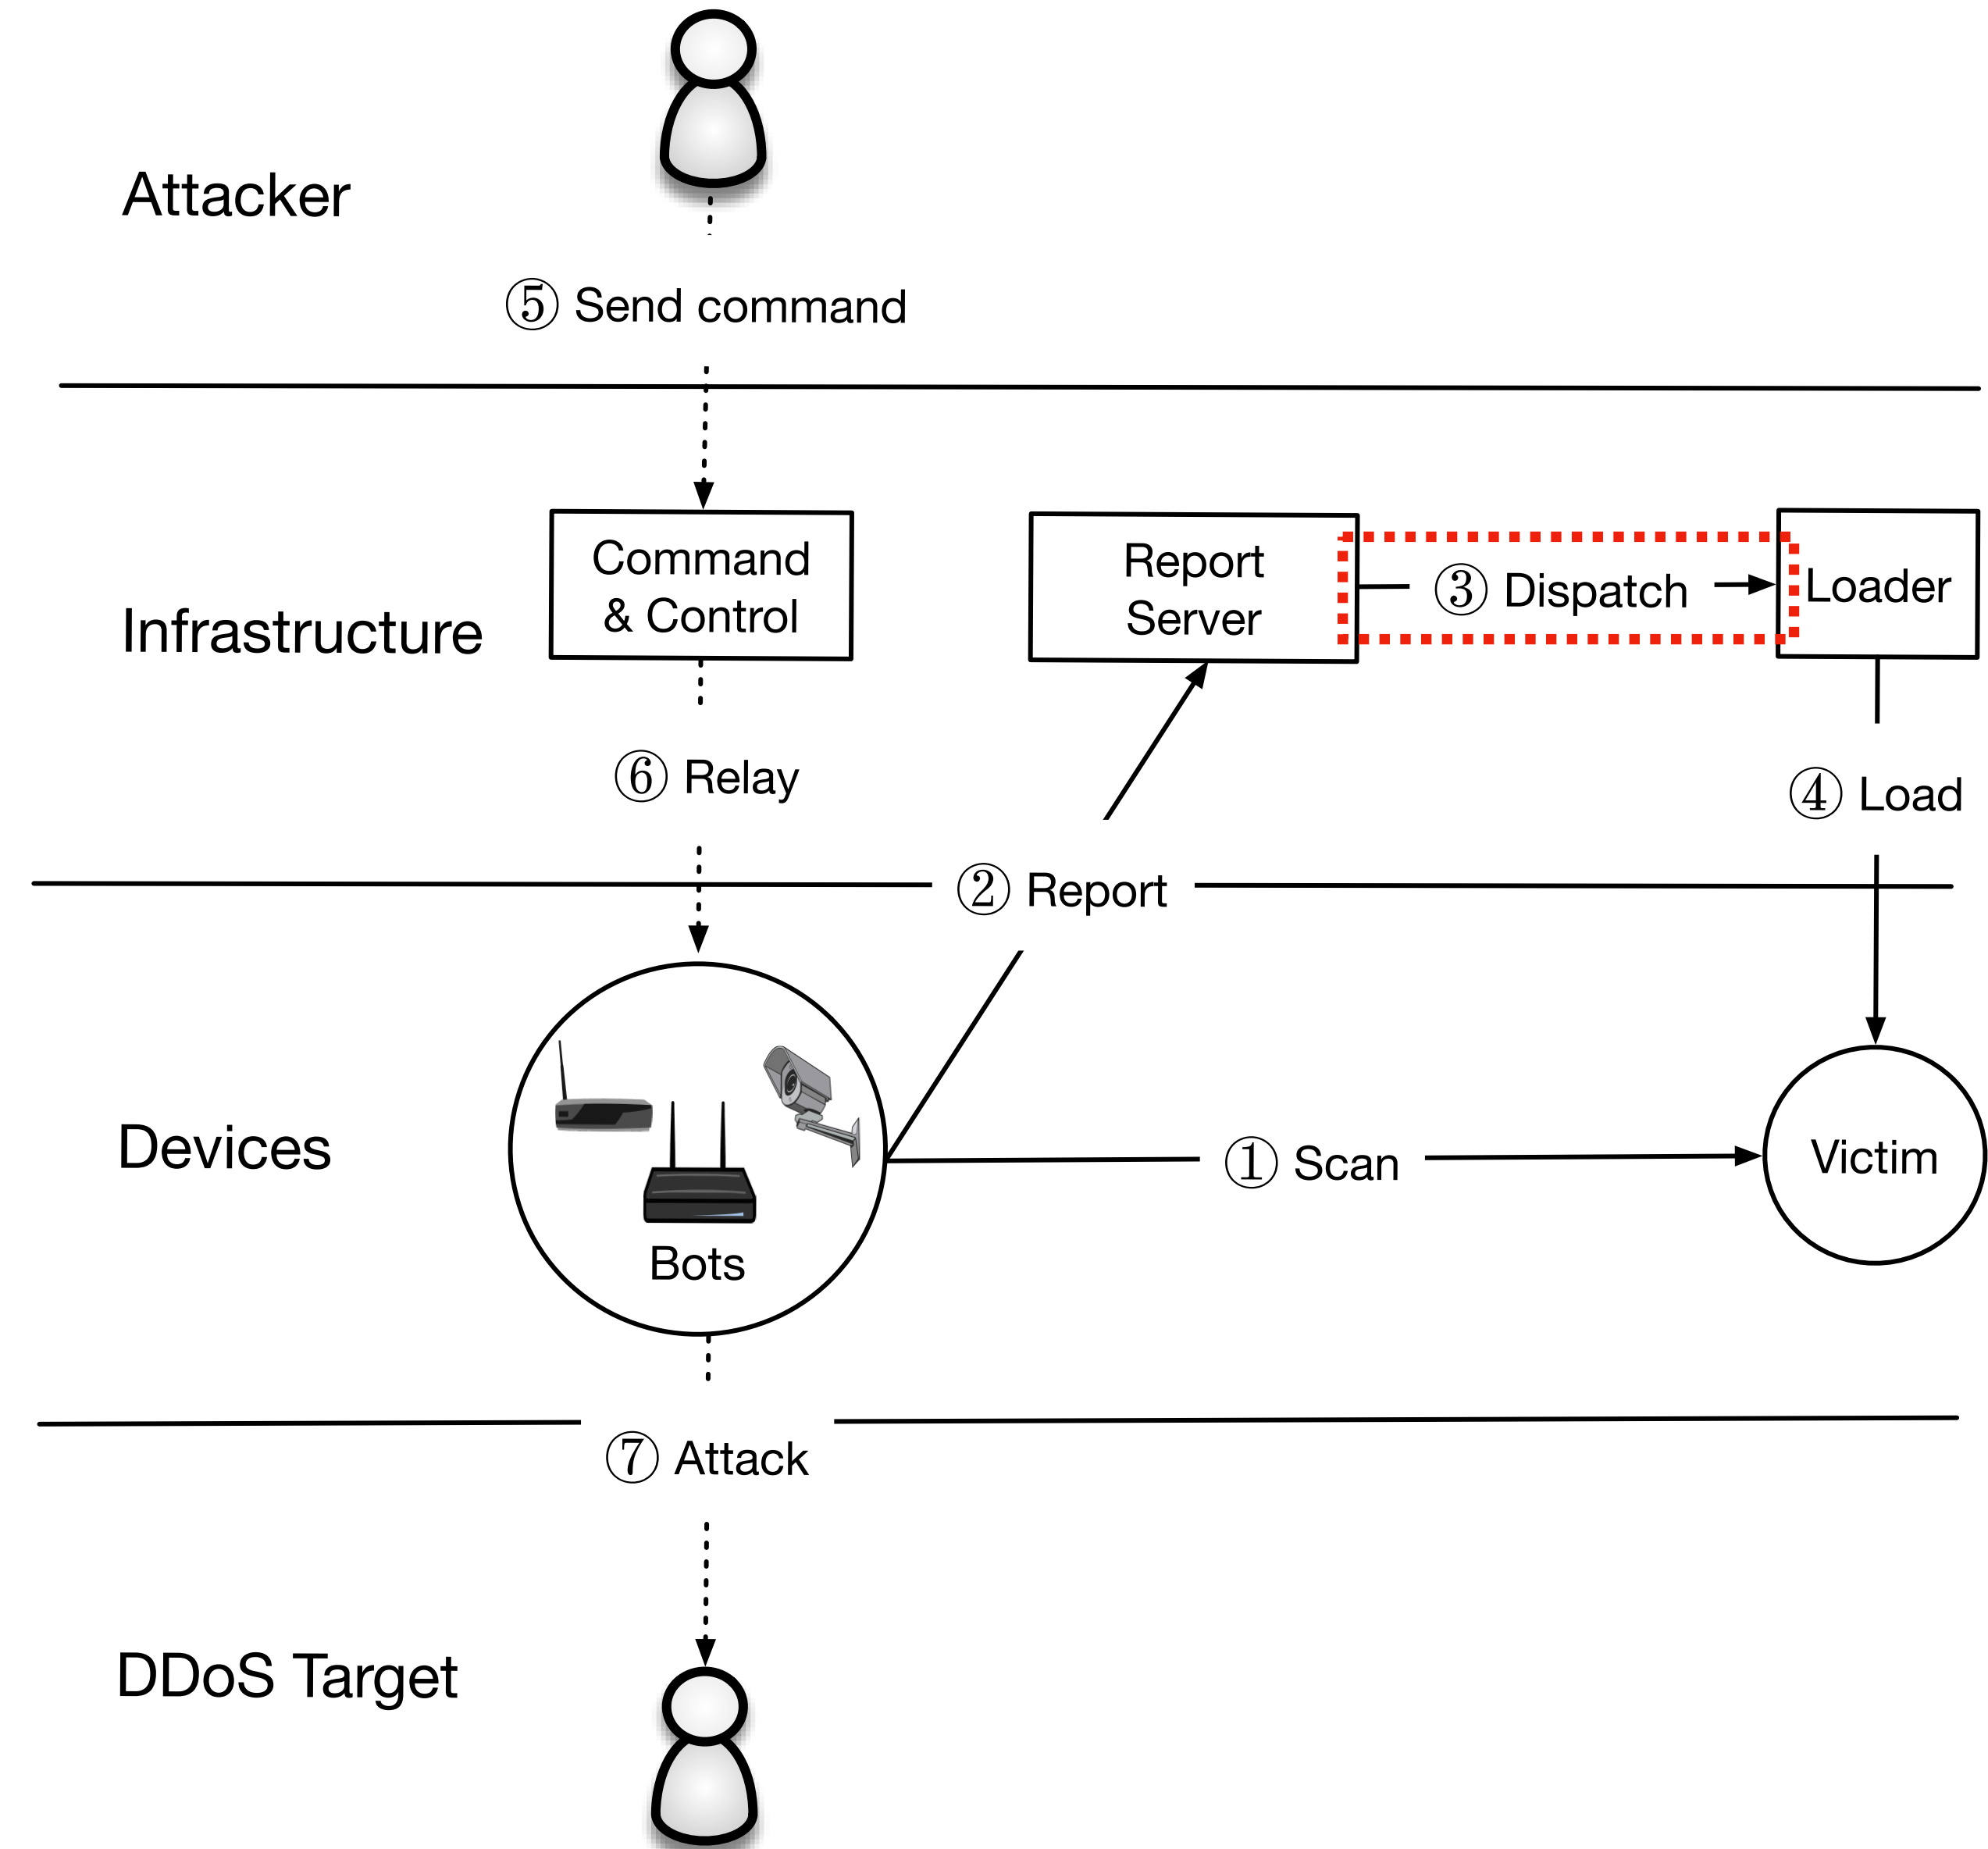 Attacker
⑤ Send command
Infrastructure
Command
& Control
Report
Server
③ Dispatch
Loader
⑥ Relay
④ Load
② Report
Devices
Bots
① Scan
Victim
⑦ Attack
DDoS Target